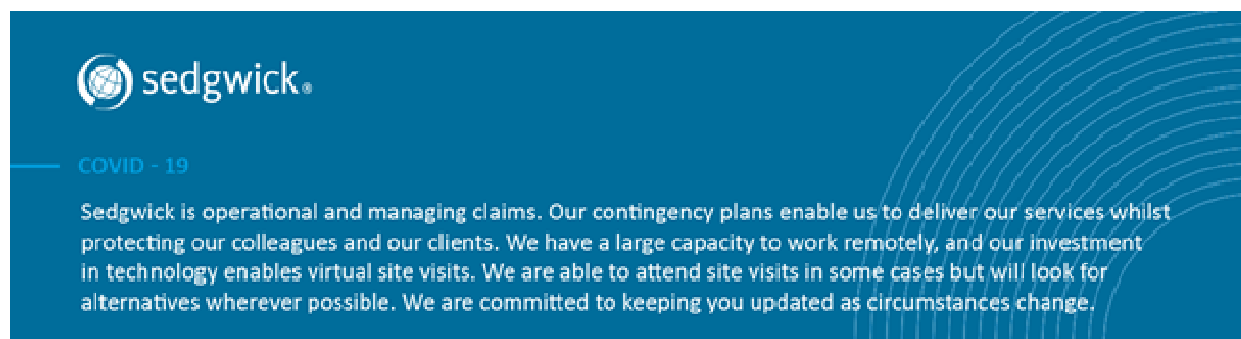 sedgwick®
COVID - 19
Sedgwick is operational and managing claims. Our contingency plans enable us to deliver our services whilst
protecting our colleagues and our clients. We have a large capacity to work remotely, and our investment
in technology enables virtual site visits. We are able to attend site visits in some cases but will look for
alternatives wherever possible. We are committed to keeping you updated as circumstances change.